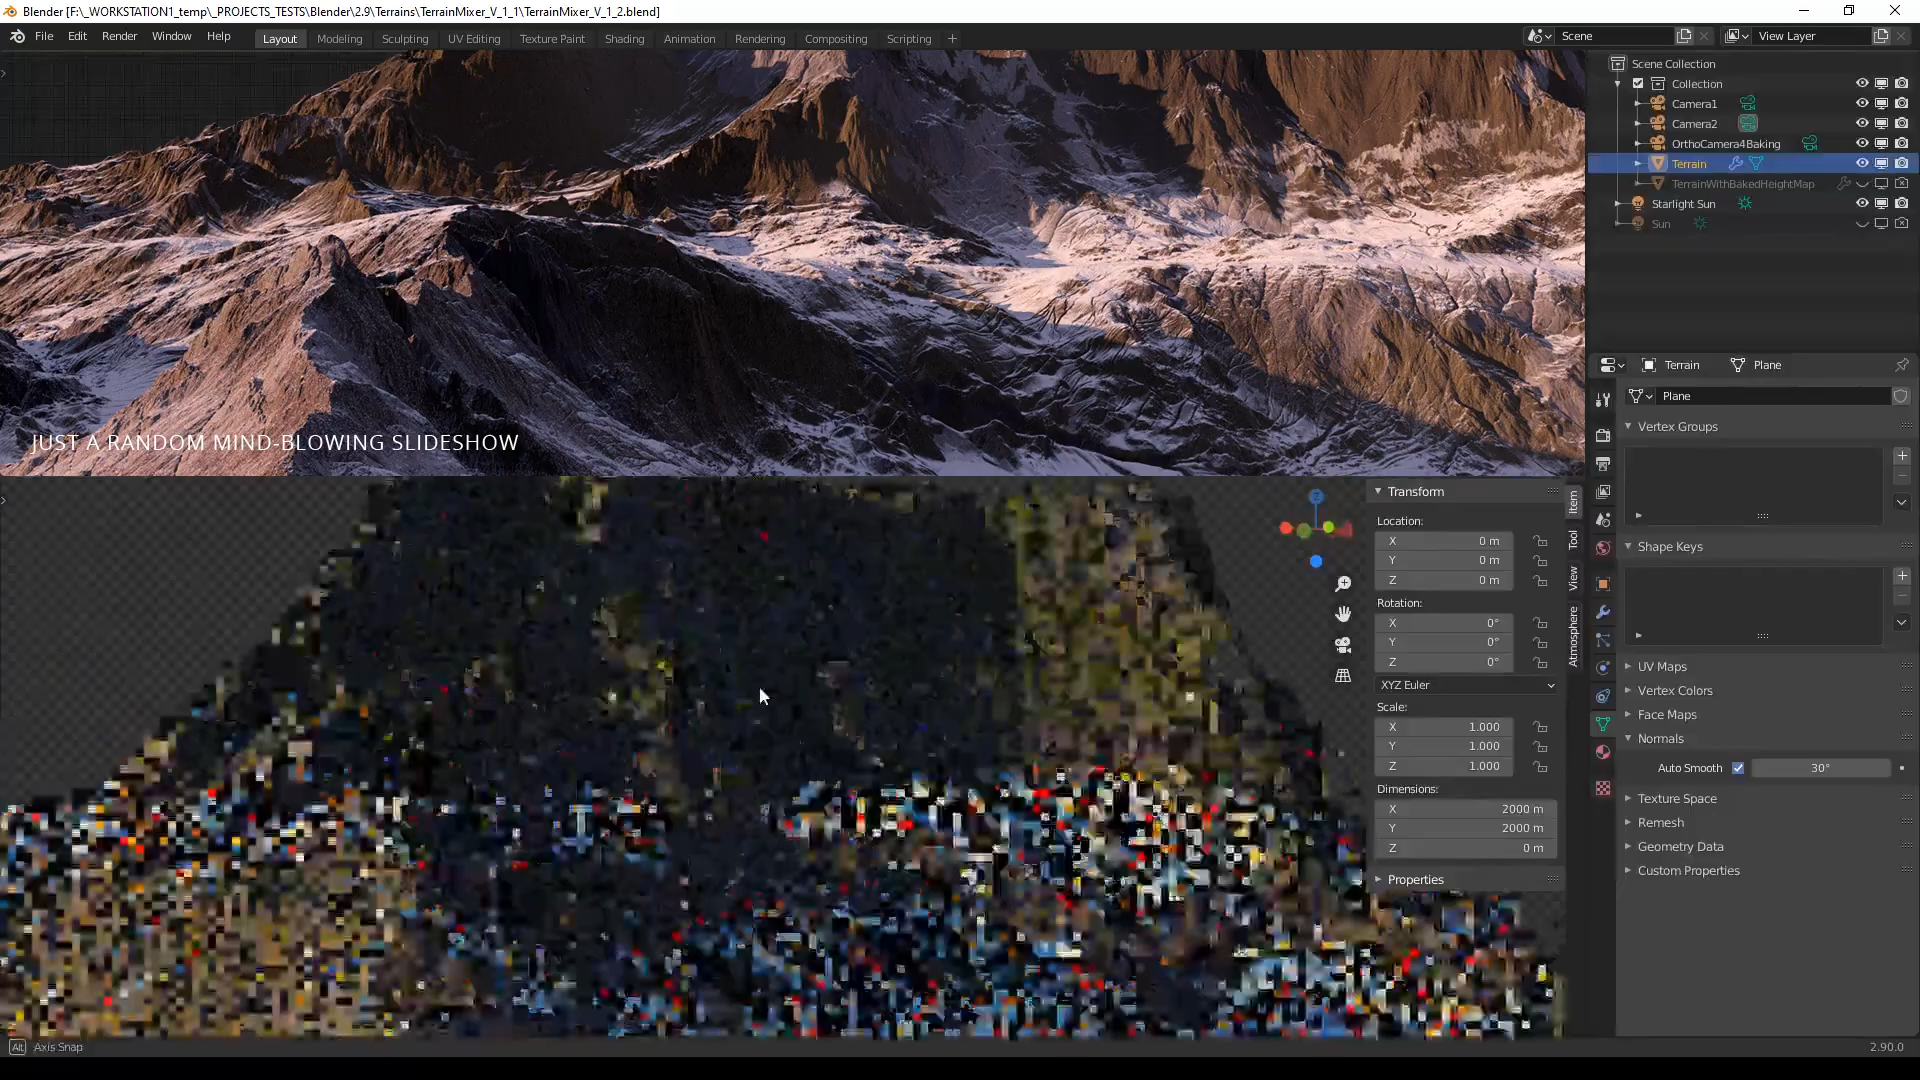 Blender [F:\_WORKSTATION1_temp\_PROJECTS_TESTS\Blender\2.9\Terrains\TerrainMixer_V_1_1\TerrainMixer_V_1_2.blend]
File Edit Render Window Help Layout Modeling Sculpting UV Editing Texture Paint Shading Animation Rendering Compositing Scripting + Scene View Layer
Scene Collection
Collection
Camera1
Camera2
OrthoCamera4Baking
Terrain
TerrainWithBakedHeightMap
Starlight Sun
Sun
Terrain Plane
Plane
Vertex Groups
JUST A RANDOM MIND-BLOWING SLIDESHOW
Transform
Location:
X 0 m
Y 0 m
Z 0 m
Rotation:
X 0°
Y 0°
Z 0°
XYZ Euler
Scale:
X 1.000
Y 1.000
Z 1.000
Dimensions:
X 2000 m
Y 2000 m
Z 0 m
Properties
Item
Tool
View
Atmosphere
Z
Shape Keys
UV Maps
Vertex Colors
Face Maps
Normals
Auto Smooth 30°
Texture Space
Remesh
Geometry Data
Custom Properties
Alt Axis Snap
2.90.0